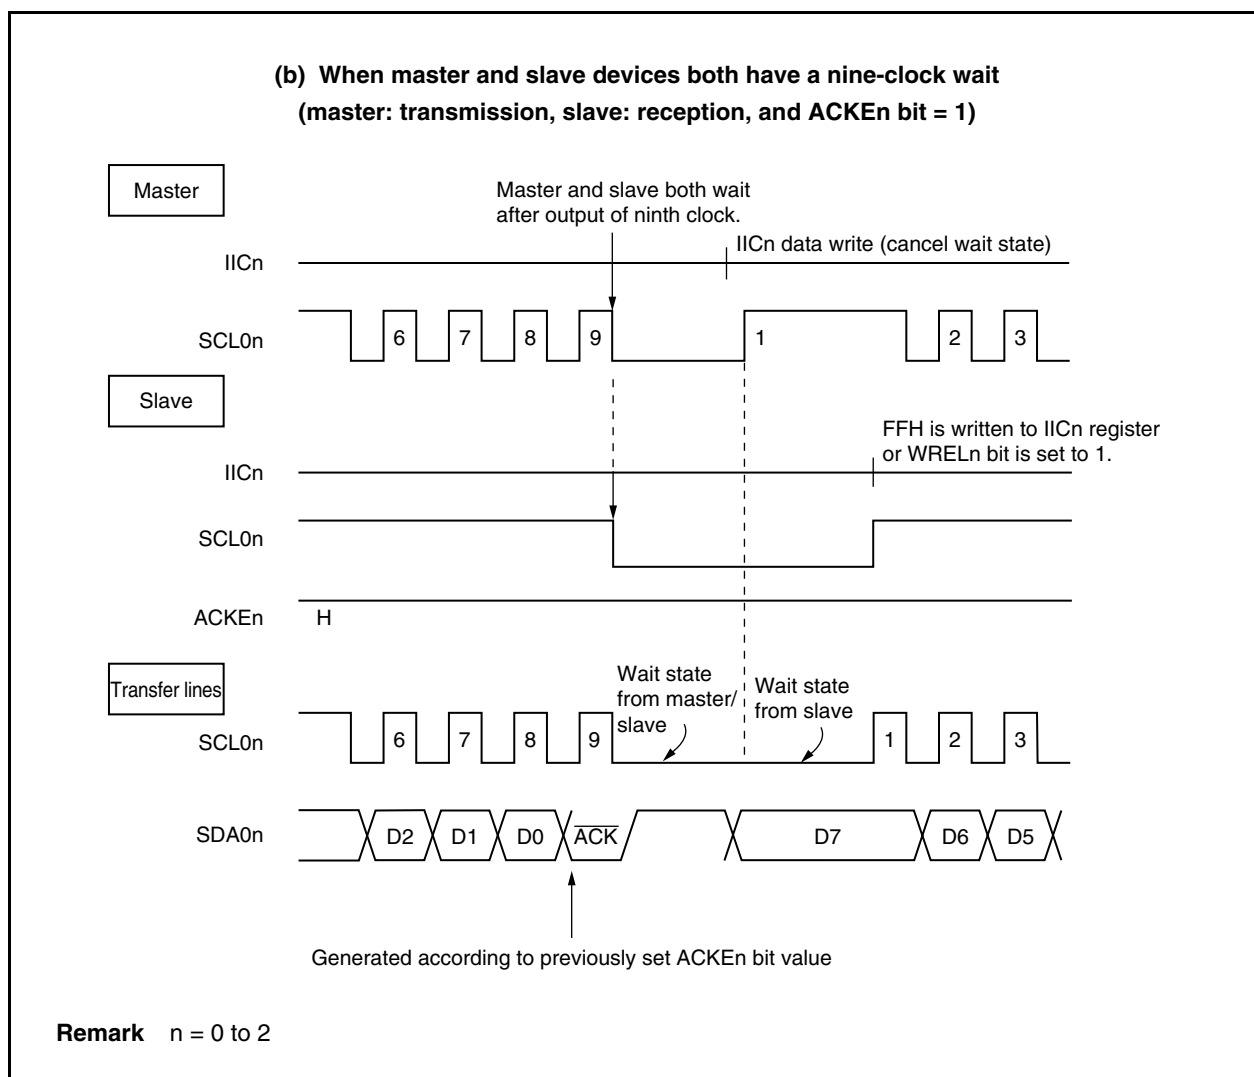 (b) When master and slave devices both have a nine-clock wait
(master: transmission, slave: reception, and ACKEn bit = 1)
Master
Master and slave both wait
after output of ninth clock.
IICn data write (cancel wait state)
IICn
SCL0n
6 7 8 9 1 2 3
Slave
FFH is written to IICn register
or WRELn bit is set to 1.
IICn
SCL0n
ACKEn H
Transfer lines
Wait state
from master/
slave
Wait state
from slave
SCL0n
6 7 8 9 1 2 3
SDA0n
D2 D1 D0 ACK D7 D6 D5
Generated according to previously set ACKEn bit value
Remark n = 0 to 2